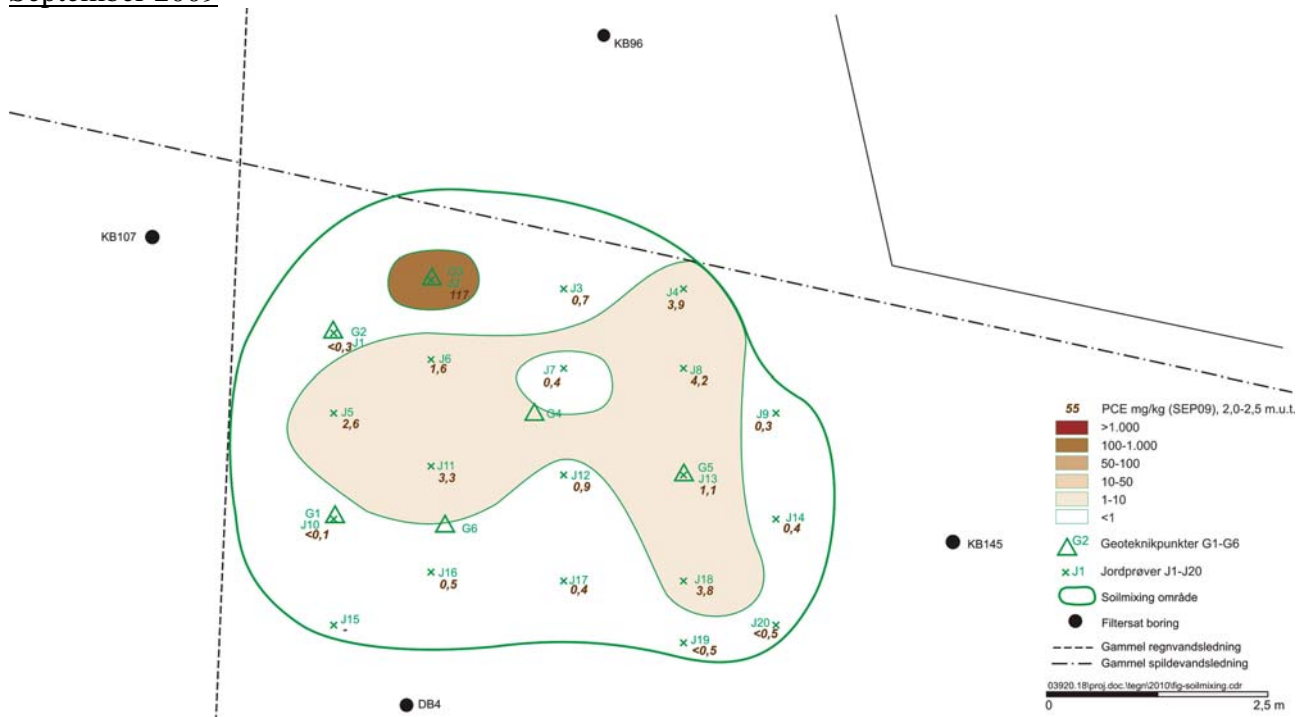 September 2009
KB96
KB107
G3
J2
117
J3
0,7
J4
3,9
G2
J1
<0,3
J6
1,6
J7
0,4
J8
4,2
J5
2,6
G4
J9
0,3
J11
3,3
J12
0,9
G5
J13
1,1
G1
J10
<0,1
G6
J14
0,4
KB145
J16
0,5
J17
0,4
J18
3,8
J15
-
J19
<0,5
J20
<0,5
DB4
55 PCE mg/kg (SEP09), 2,0-2,5 m.u.t.
>1.000
100-1.000
50-100
10-50
1-10
<1
G2 Geoteknikpunkter G1-G6
J1 Jordprøver J1-J20
Soilmixing område
Filtersat boring
Gammel regnvandsledning
Gammel spildevandsledning
03920.18\proj.doc.\tegn\2010\fig-soilmixing.cdr
0 2,5 m